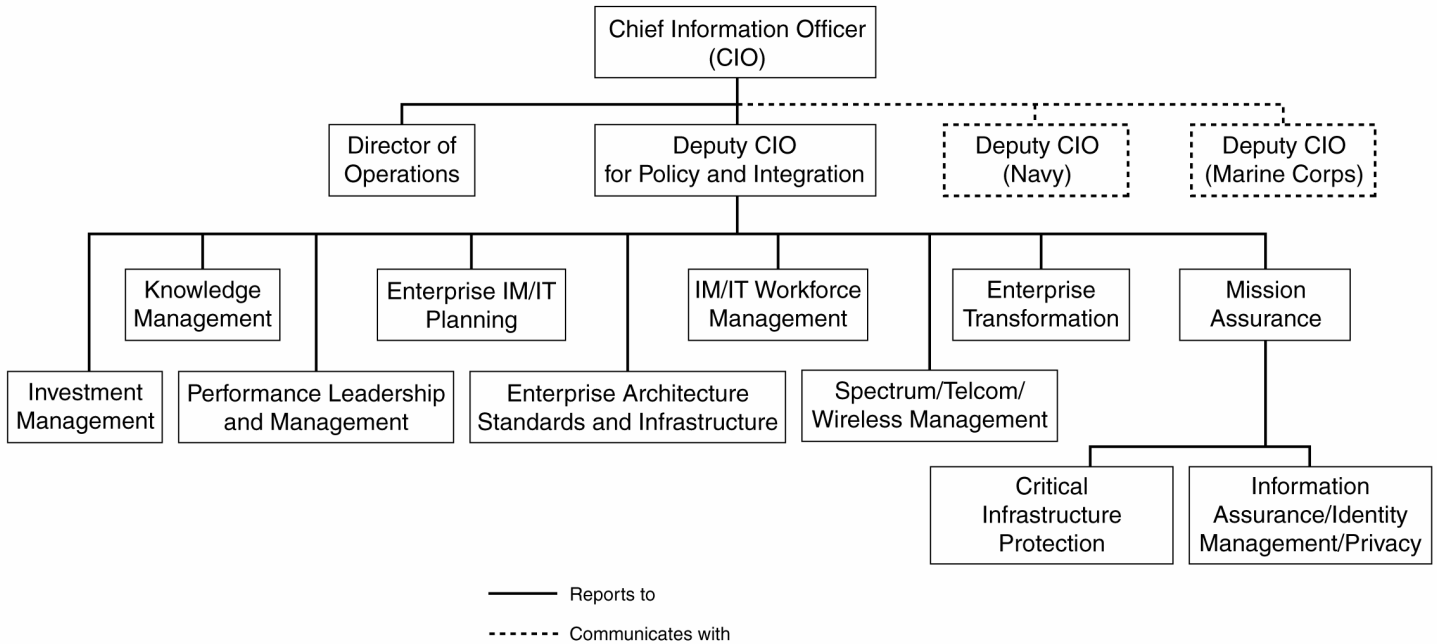 Chief Information Officer
(CIO)
Director of
Operations
Deputy CIO
for Policy and Integration
Deputy CIO
(Navy)
Deputy CIO
(Marine Corps)
Knowledge
Management
Enterprise IM/IT
Planning
IM/IT Workforce
Management
Enterprise
Transformation
Mission
Assurance
Investment
Management
Performance Leadership
and Management
Enterprise Architecture
Standards and Infrastructure
Spectrum/Telcom/
Wireless Management
Critical
Infrastructure
Protection
Information
Assurance/Identity
Management/Privacy
Reports to
Communicates with